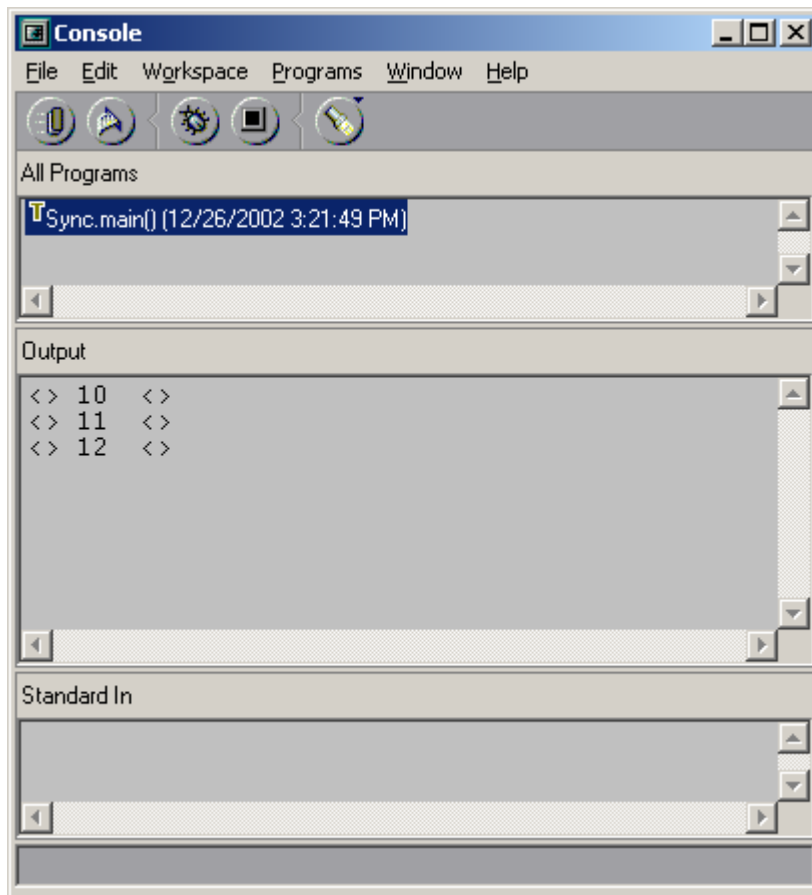 Console
File Edit Workspace Programs Window Help
All Programs
TSync.main() (12/26/2002 3:21:49 PM)
Output
<> 10 <>
<> 11 <>
<> 12 <>
Standard In